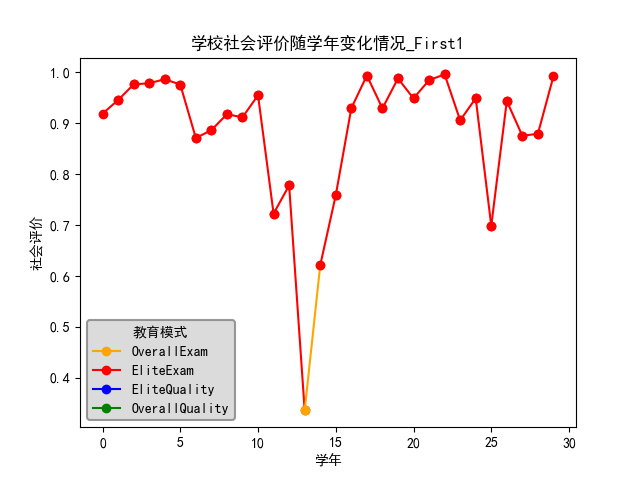 学校社会评价随学年变化情况_First1
1.0
0.9
0.8
0.7
0.6
0.5
0.4
社会评价
教育模式
OverallExam
EliteExam
EliteQuality
OverallQuality
0 5 10 15 20 25 30
学年